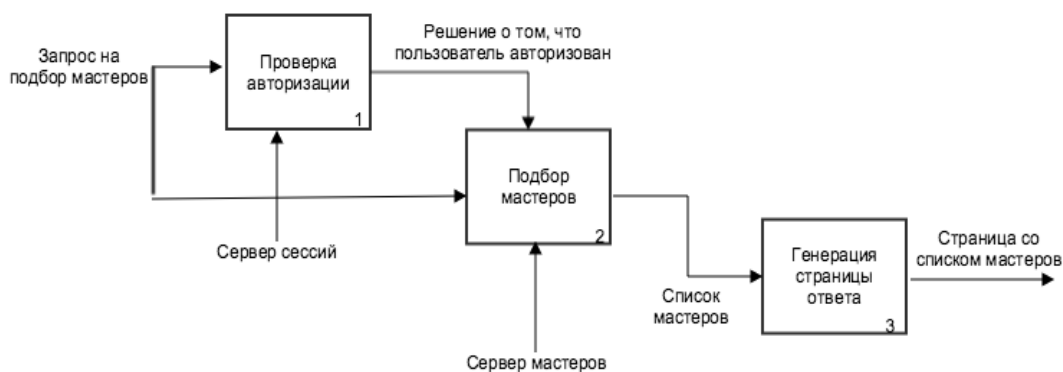 Запрос на
подбор мастеров
Проверка
авторизации
1
Решение о том, что
пользователь авторизован
Подбор
мастеров
2
Сервер сессий
Генерация
страницы
ответа
3
Страница со
списком мастеров
Список
мастеров
Сервер мастеров